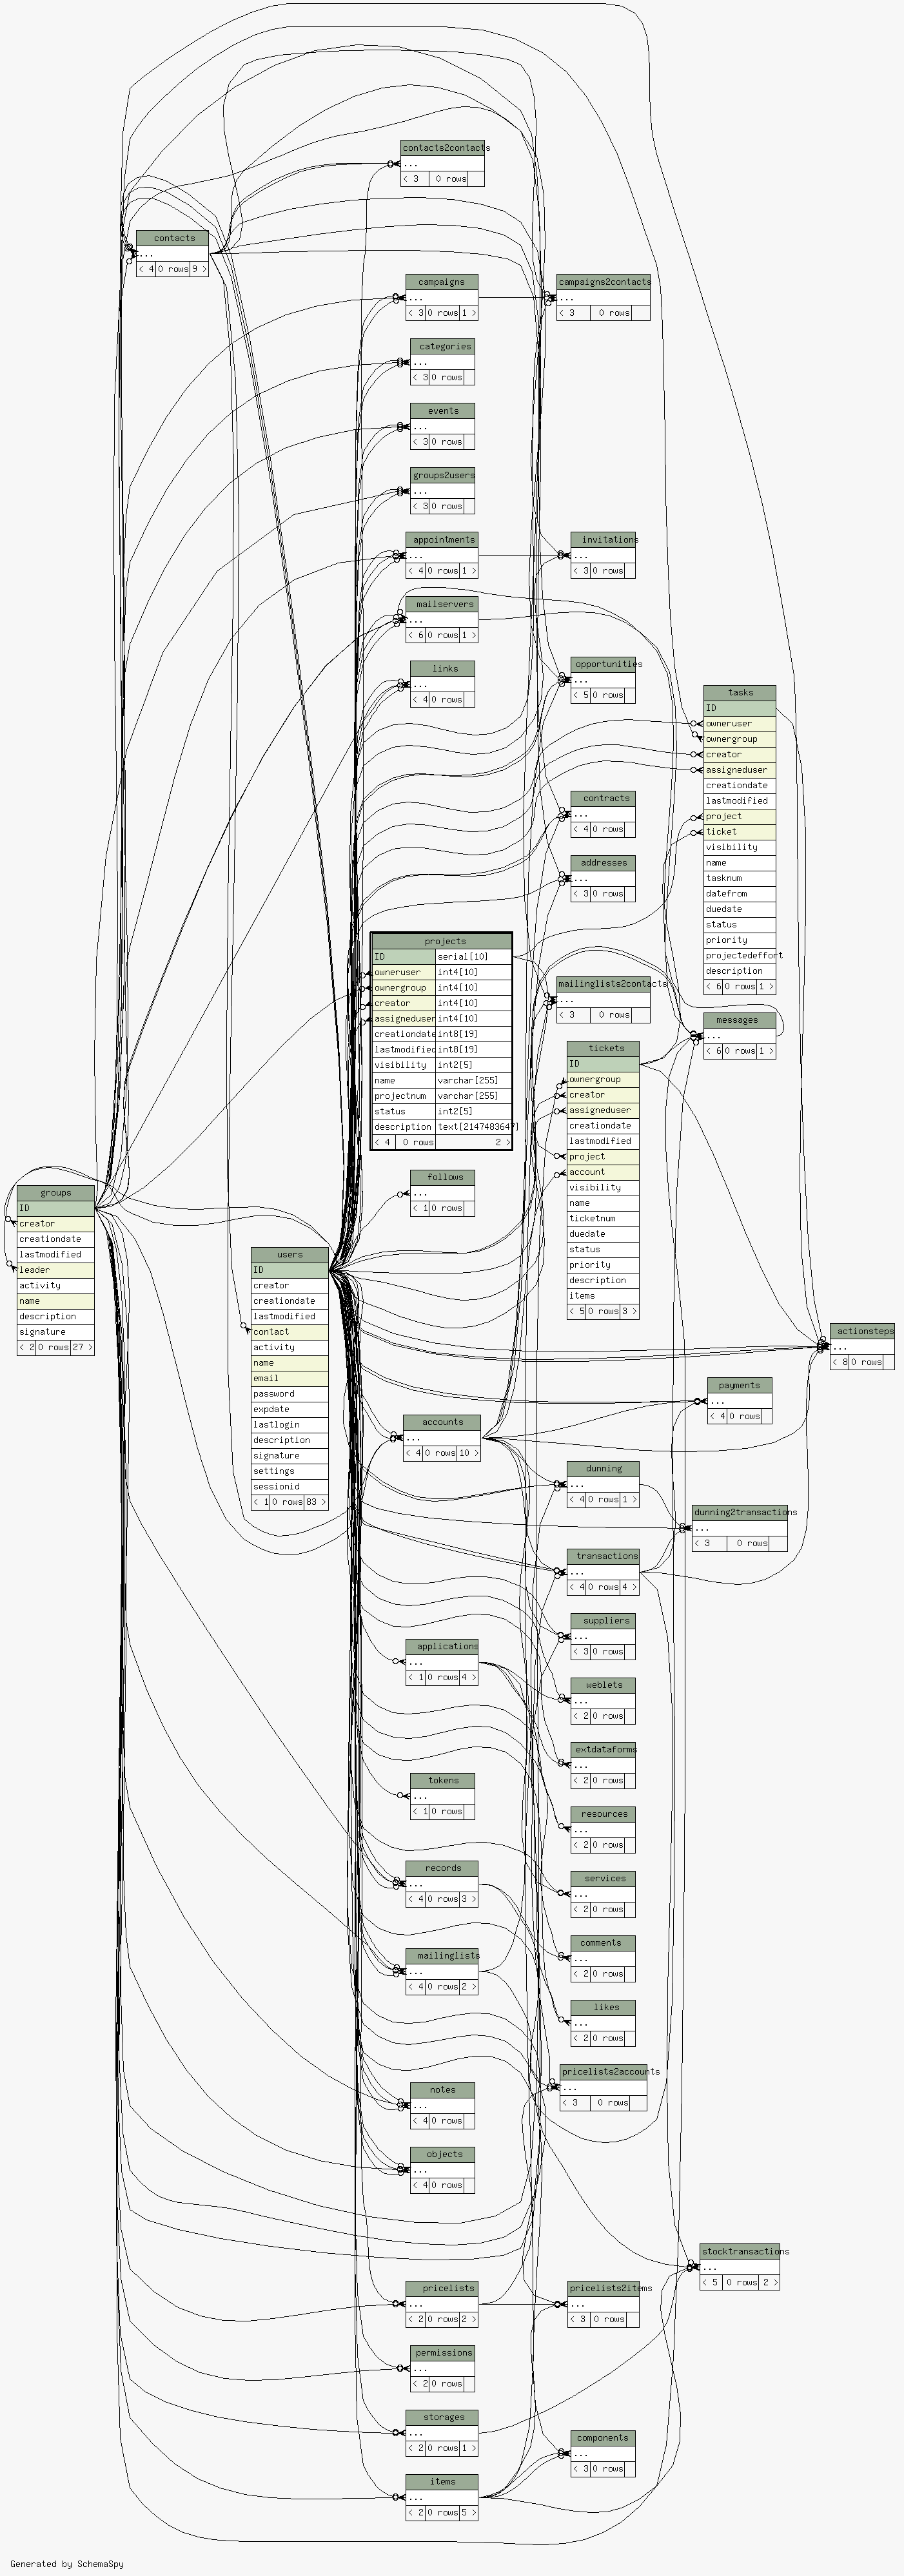 contacts2contacts
...
< 3 0 rows
contacts
...
< 4 0 rows 9 >
campaigns
...
< 3 0 rows 1 >
campaigns2contacts
...
< 3 0 rows
categories
...
< 3 0 rows
events
...
< 3 0 rows
groups2users
...
< 3 0 rows
appointments
...
< 4 0 rows 1 >
invitations
...
< 3 0 rows
mailservers
...
< 6 0 rows 1 >
links
...
< 4 0 rows
opportunities
...
< 5 0 rows
tasks
ID
owneruser
ownergroup
creator
assigneduser
creationdate
lastmodified
project
ticket
visibility
name
tasknum
datefrom
duedate
status
priority
projectedeffort
description
< 6 0 rows 1 >
contracts
...
< 4 0 rows
addresses
...
< 3 0 rows
projects
ID serial[10]
owneruser int4[10]
ownergroup int4[10]
creator int4[10]
assigneduser int4[10]
creationdate int8[19]
lastmodified int8[19]
visibility int2[5]
name varchar[255]
projectnum varchar[255]
status int2[5]
description text[2147483647]
< 4 0 rows 2 >
mailinglists2contacts
...
< 3 0 rows
messages
...
< 6 0 rows 1 >
tickets
ID
ownergroup
creator
assigneduser
creationdate
lastmodified
project
account
visibility
name
ticketnum
duedate
status
priority
description
items
< 5 0 rows 3 >
follows
...
< 1 0 rows
groups
ID
creator
creationdate
lastmodified
leader
activity
name
description
signature
< 2 0 rows 27 >
users
ID
creator
creationdate
lastmodified
contact
activity
name
email
password
expdate
lastlogin
description
signature
settings
sessionid
< 1 0 rows 83 >
actionsteps
...
< 8 0 rows
payments
...
< 4 0 rows
accounts
...
< 4 0 rows 10 >
dunning
...
< 4 0 rows 1 >
dunning2transactions
...
< 3 0 rows
transactions
...
< 4 0 rows 4 >
suppliers
...
< 3 0 rows
applications
...
< 1 0 rows 4 >
weblets
...
< 2 0 rows
extdataforms
...
< 2 0 rows
tokens
...
< 1 0 rows
resources
...
< 2 0 rows
records
...
< 4 0 rows 3 >
services
...
< 2 0 rows
comments
...
< 2 0 rows
mailinglists
...
< 4 0 rows 2 >
likes
...
< 2 0 rows
pricelists2accounts
...
< 3 0 rows
notes
...
< 4 0 rows
objects
...
< 4 0 rows
stocktransactions
...
< 5 0 rows 2 >
pricelists
...
< 2 0 rows 2 >
pricelists2items
...
< 3 0 rows
permissions
...
< 2 0 rows
storages
...
< 2 0 rows 1 >
components
...
< 3 0 rows
items
...
< 2 0 rows 5 >
Generated by SchemaSpy